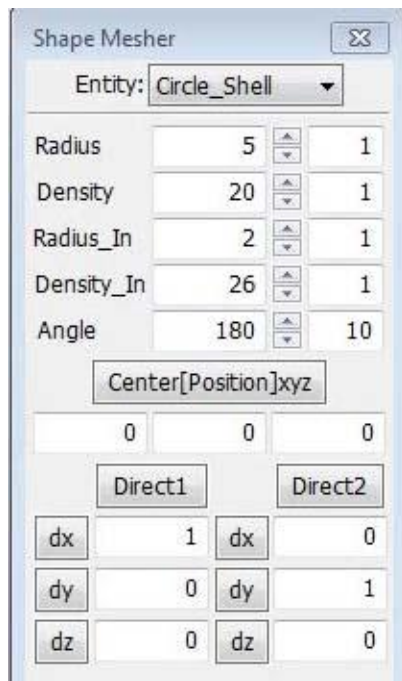 Shape Mesher
Entity: Circle_Shell
Radius 5 1
Density 20 1
Radius_In 2 1
Density_In 26 1
Angle 180 10
Center[Position]xyz
0 0 0
Direct1 Direct2
dx 1 dx 0
dy 0 dy 1
dz 0 dz 0